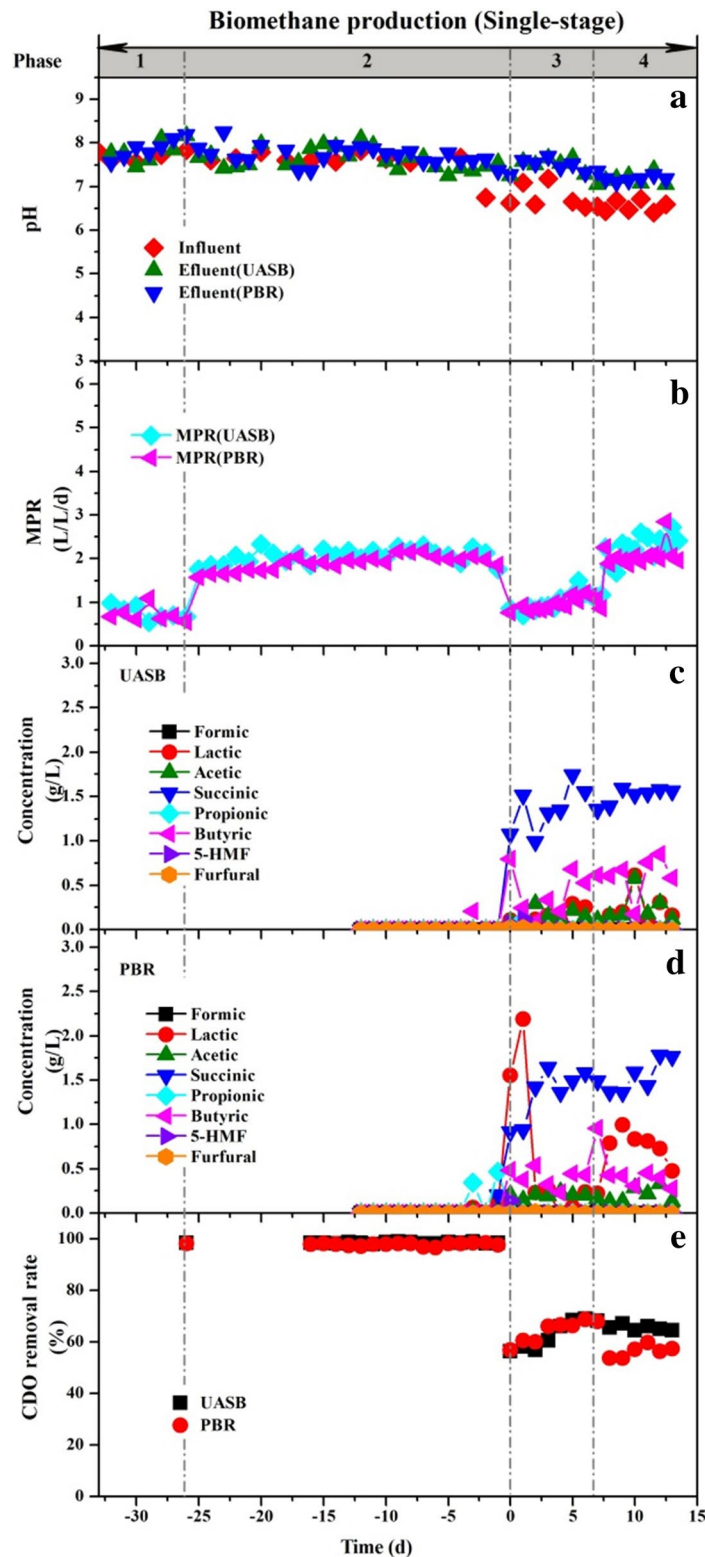 Biomethane production (Single-stage)
Phase 1 2 3 4
a
9
8
7
6
5
4
3
pH
Influent
Efluent(UASB)
Efluent(PBR)
b
6
5
4
3
2
1
0
MPR
(L/L/d)
MPR(UASB)
MPR(PBR)
c
UASB
3.0
2.5
2.0
1.5
1.0
0.5
0.0
Concentration
(g/L)
Formic
Lactic
Acetic
Succinic
Propionic
Butyric
5-HMF
Furfural
d
PBR
3.0
2.5
2.0
1.5
1.0
0.5
0.0
Concentration
(g/L)
Formic
Lactic
Acetic
Succinic
Propionic
Butyric
5-HMF
Furfural
e
100
80
60
40
20
0
CDO removal rate
(%)
UASB
PBR
-30 -25 -20 -15 -10 -5 0 5 10 15
Time (d)